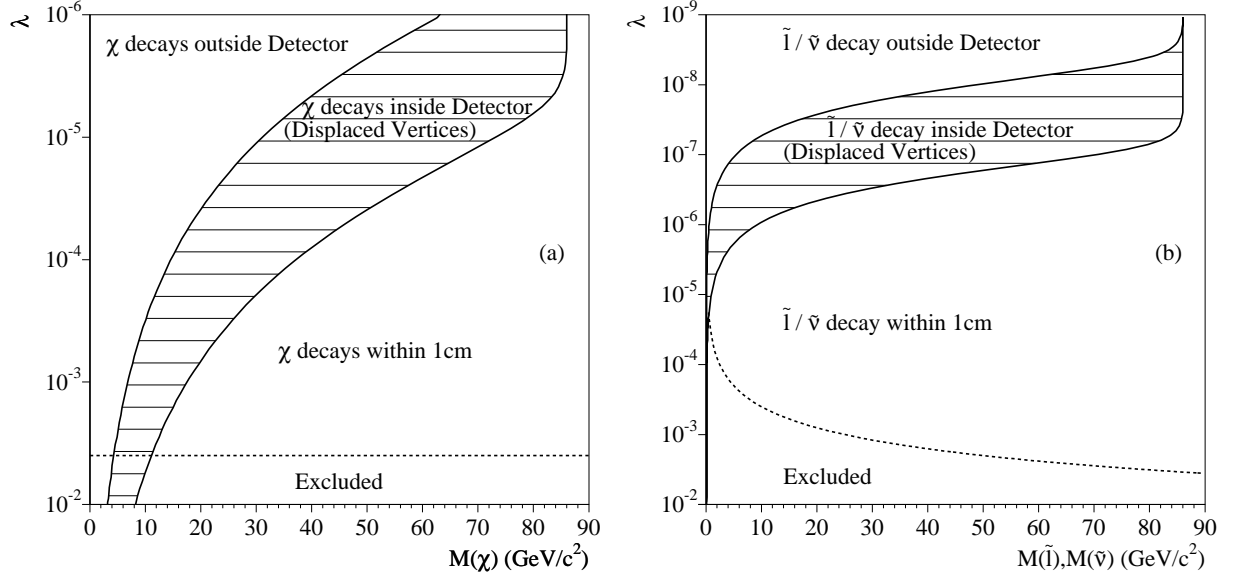 λ
10⁻⁶
10⁻⁵
10⁻⁴
10⁻³
10⁻²
χ decays outside Detector
χ decays inside Detector
(Displaced Vertices)
(a)
χ decays within 1cm
Excluded
0 10 20 30 40 50 60 70 80 90
M(χ) (GeV/c²)
λ
10⁻⁹
10⁻⁸
10⁻⁷
10⁻⁶
10⁻⁵
10⁻⁴
10⁻³
10⁻²
l̃ / ν̃ decay outside Detector
l̃ / ν̃ decay inside Detector
(Displaced Vertices)
(b)
l̃ / ν̃ decay within 1cm
Excluded
0 10 20 30 40 50 60 70 80 90
M(l̃),M(ν̃) (GeV/c²)